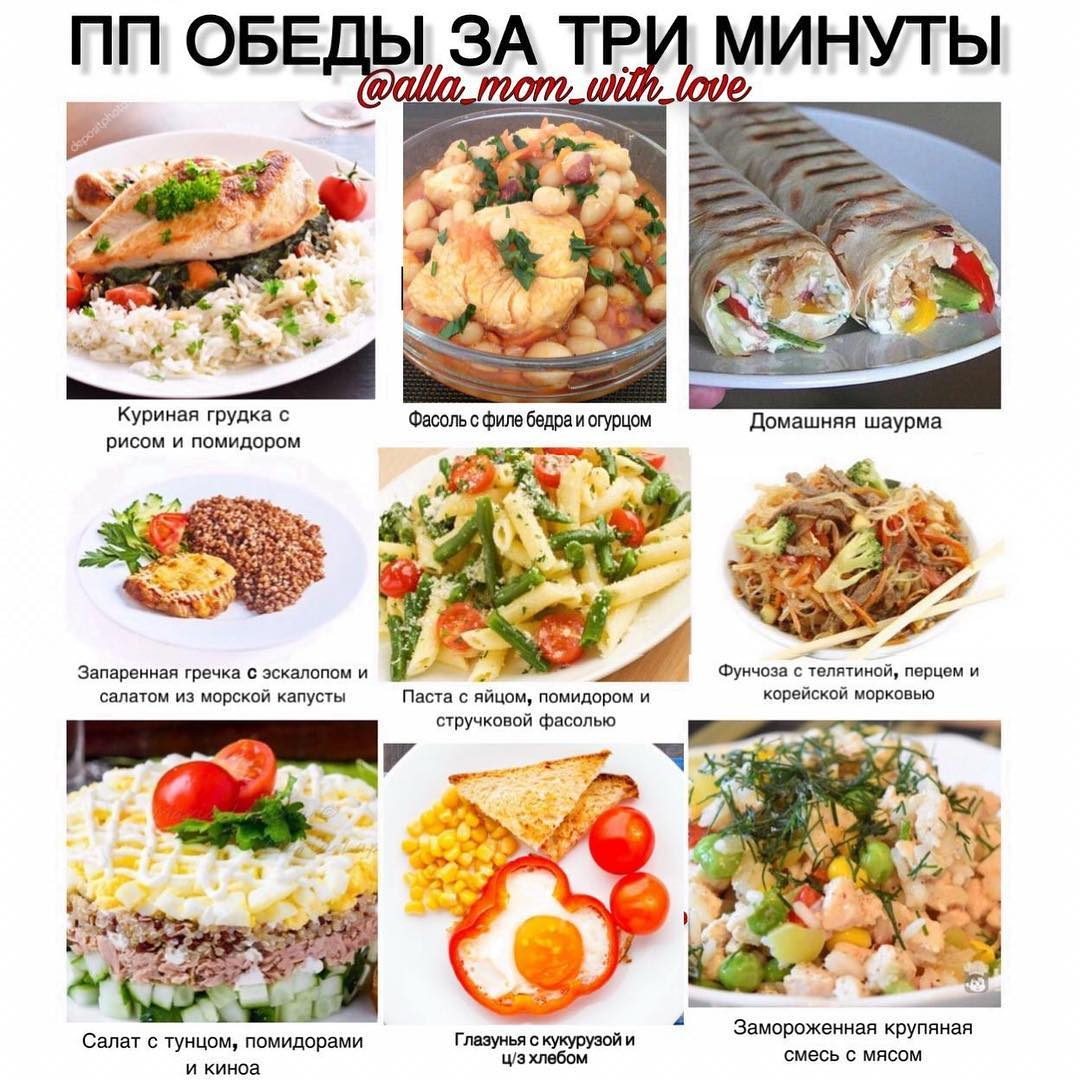 ПП ОБЕДЫ ЗА ТРИ МИНУТЫ
@alla_mom_with_love
depositphotos
Куриная грудка с
рисом и помидором
Фасоль с филе бедра и огурцом
Домашняя шаурма
Запаренная гречка с эскалопом и
салатом из морской капусты
Паста с яйцом, помидором и
стручковой фасолью
Фунчоза с телятиной, перцем и
корейской морковью
Салат с тунцом, помидорами
и киноа
Глазунья с кукурузой и
ц/з хлебом
Замороженная крупяная
смесь с мясом